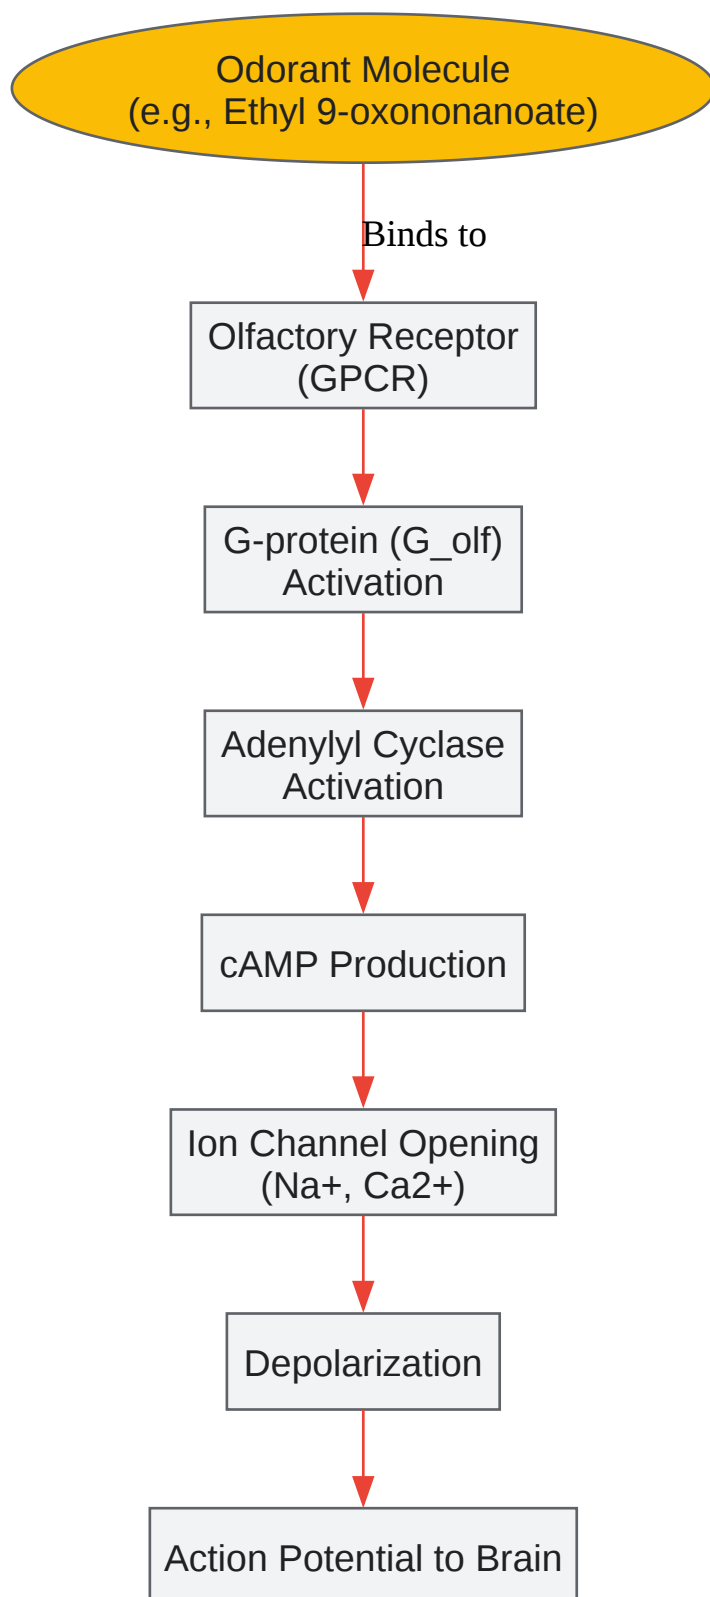 Odorant Molecule
(e.g., Ethyl 9-oxononanoate)
Binds to
Olfactory Receptor
(GPCR)
G-protein (G_olf)
Activation
Adenylyl Cyclase
Activation
cAMP Production
Ion Channel Opening
(Na+, Ca2+)
Depolarization
Action Potential to Brain